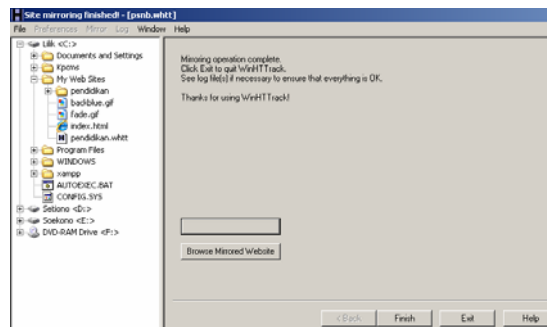 Site mirroring finished! - [psnb.whtt]
File Preferences Mirror Log Window Help
Lilik <C:>
Documents and Settings
Kpoms
My Web Sites
pendidikan
backblue.gif
fade.gif
index.html
pendidikan.whtt
Program Files
WINDOWS
xampp
AUTOEXEC.BAT
CONFIG.SYS
Setiono <D:>
Soekono <E:>
DVD-RAM Drive <F:>
Mirroring operation complete.
Click Exit to quit WinHTTrack.
See log file(s) if necessary to ensure that everything is OK.
Thanks for using WinHTTrack!
Browse Mirrored Website
< Back Finish Exit Help